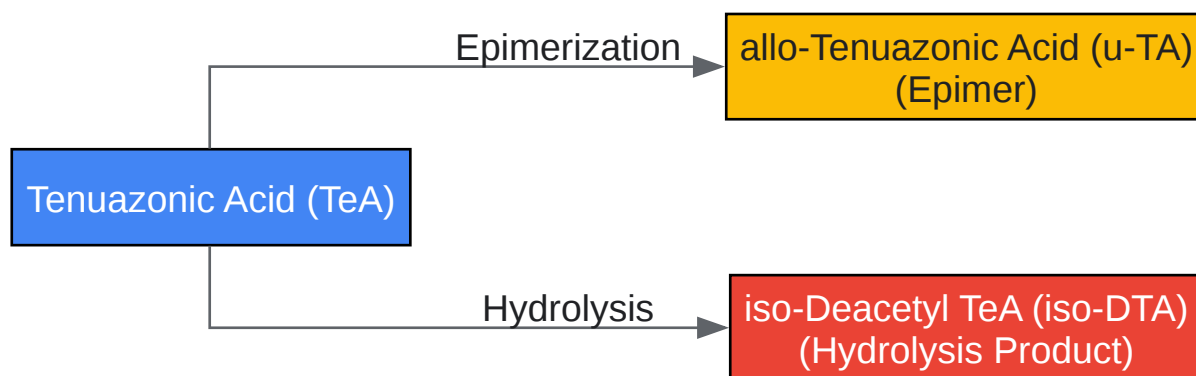 Epimerization
allo-Tenuazonic Acid (u-TA)
(Epimer)
Tenuazonic Acid (TeA)
Hydrolysis
iso-Deacetyl TeA (iso-DTA)
(Hydrolysis Product)